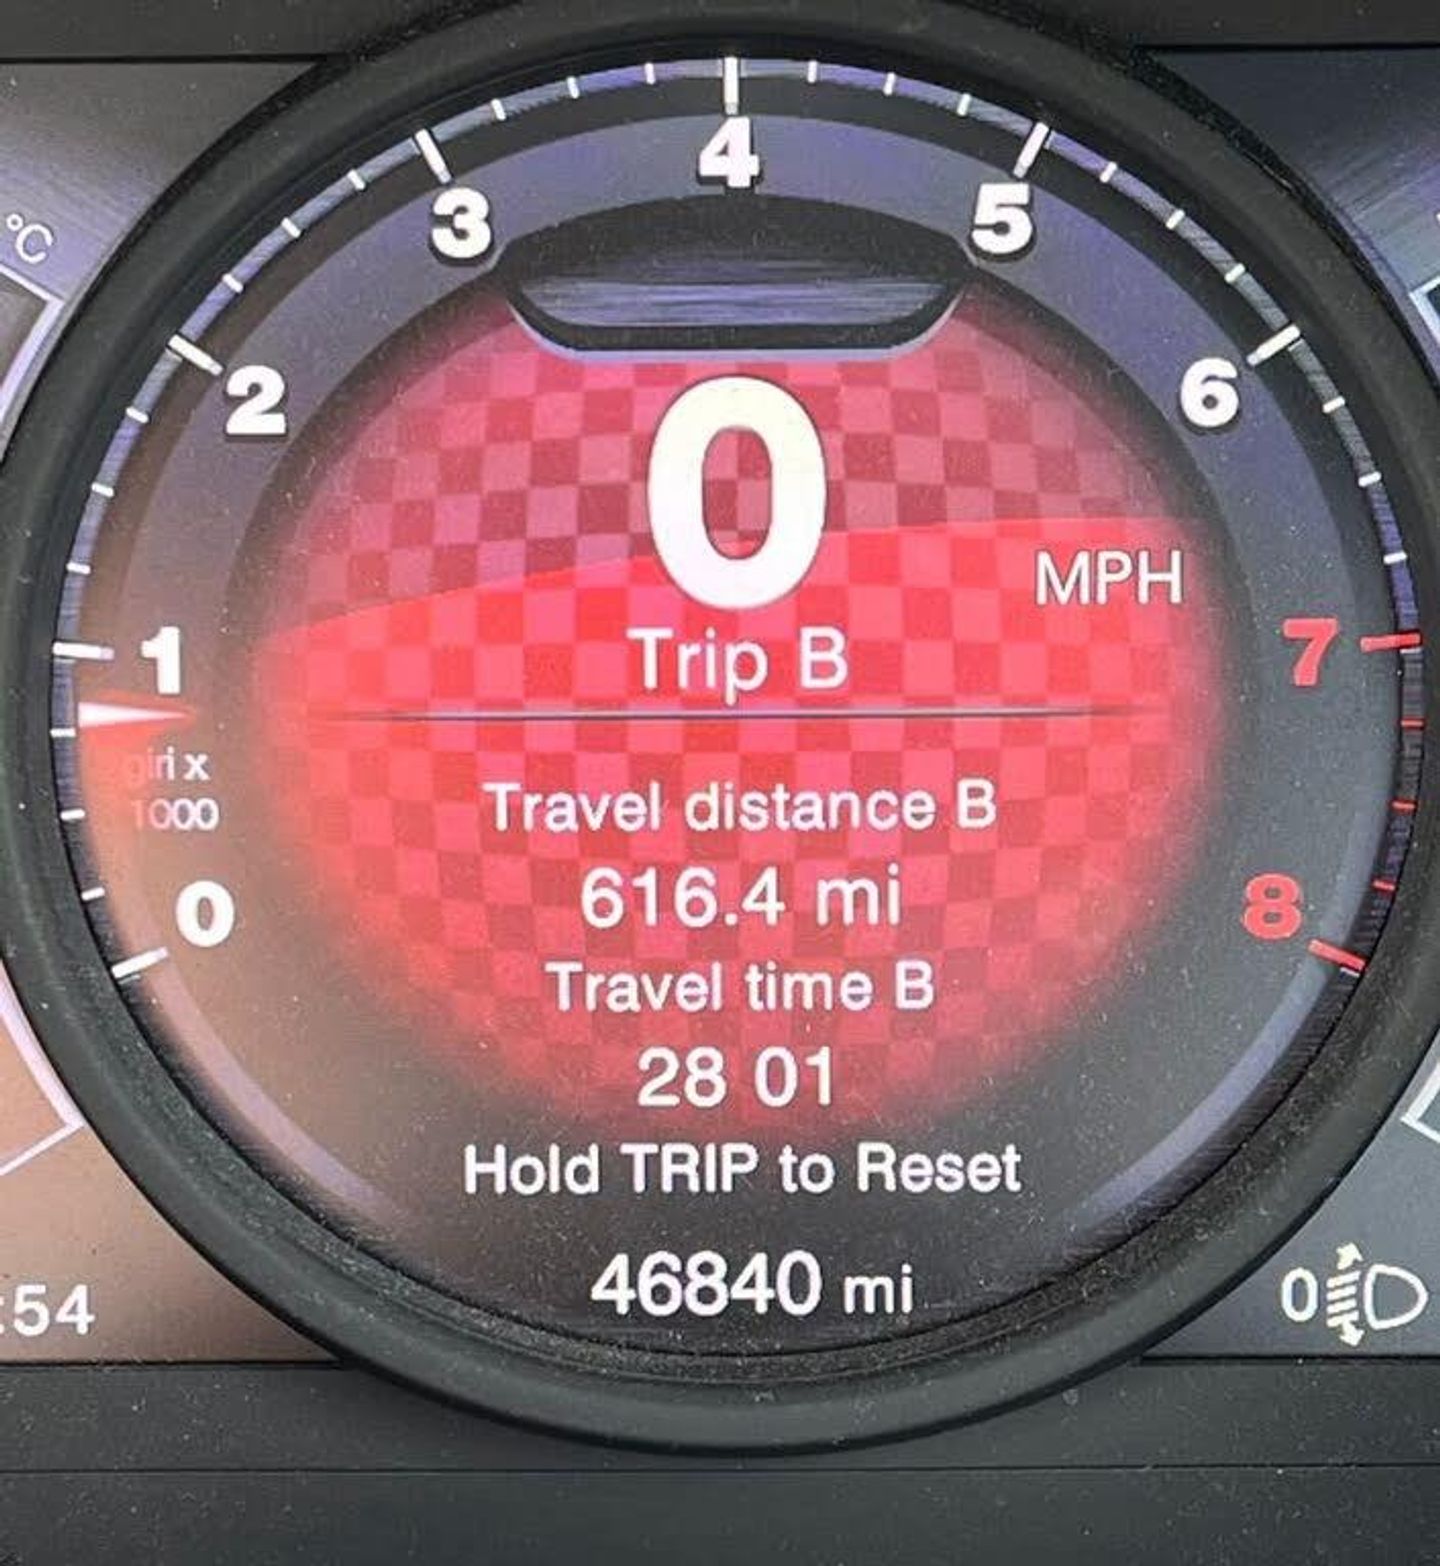 4
3
5
°C
2
6
0
MPH
1
Trip B
7
giri x
1000
Travel distance B
616.4 mi
0
8
Travel time B
28 01
Hold TRIP to Reset
46840 mi
:54
0